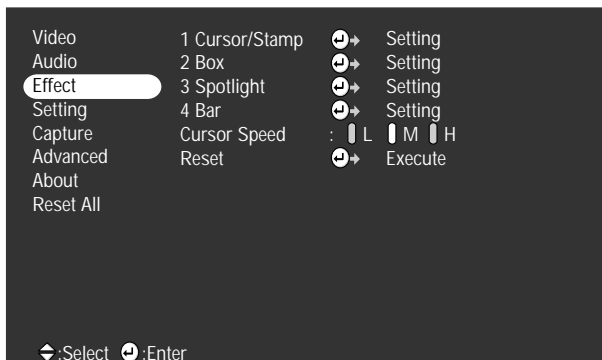 Video
Audio
Effect
Setting
Capture
Advanced
About
Reset All
1 Cursor/Stamp Setting
2 Box Setting
3 Spotlight Setting
4 Bar Setting
Cursor Speed : L M H
Reset Execute
:Select :Enter